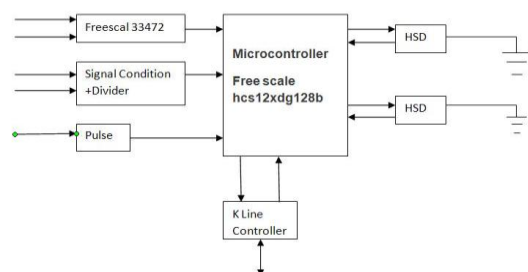 Freescal 33472
Signal Condition
+Divider
Pulse
Microcontroller
Free scale
hcs12xdg128b
HSD
HSD
K Line
Controller